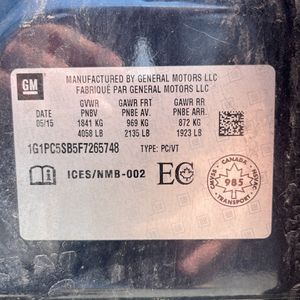 GM
MANUFACTURED BY GENERAL MOTORS LLC
FABRIQUÉ PAR GENERAL MOTORS LLC
GVWR GAWR FRT GAWR RR
PNBV PNBE AV. PNBE ARR.
05/15 1841 KG 969 KG 872 KG
4058 LB 2135 LB 1923 LB
1G1PC5SB5F7265748 TYPE: PC/VT
ICES/NMB-002 EC
CANADA
DRIVER
985
TRANSPORT